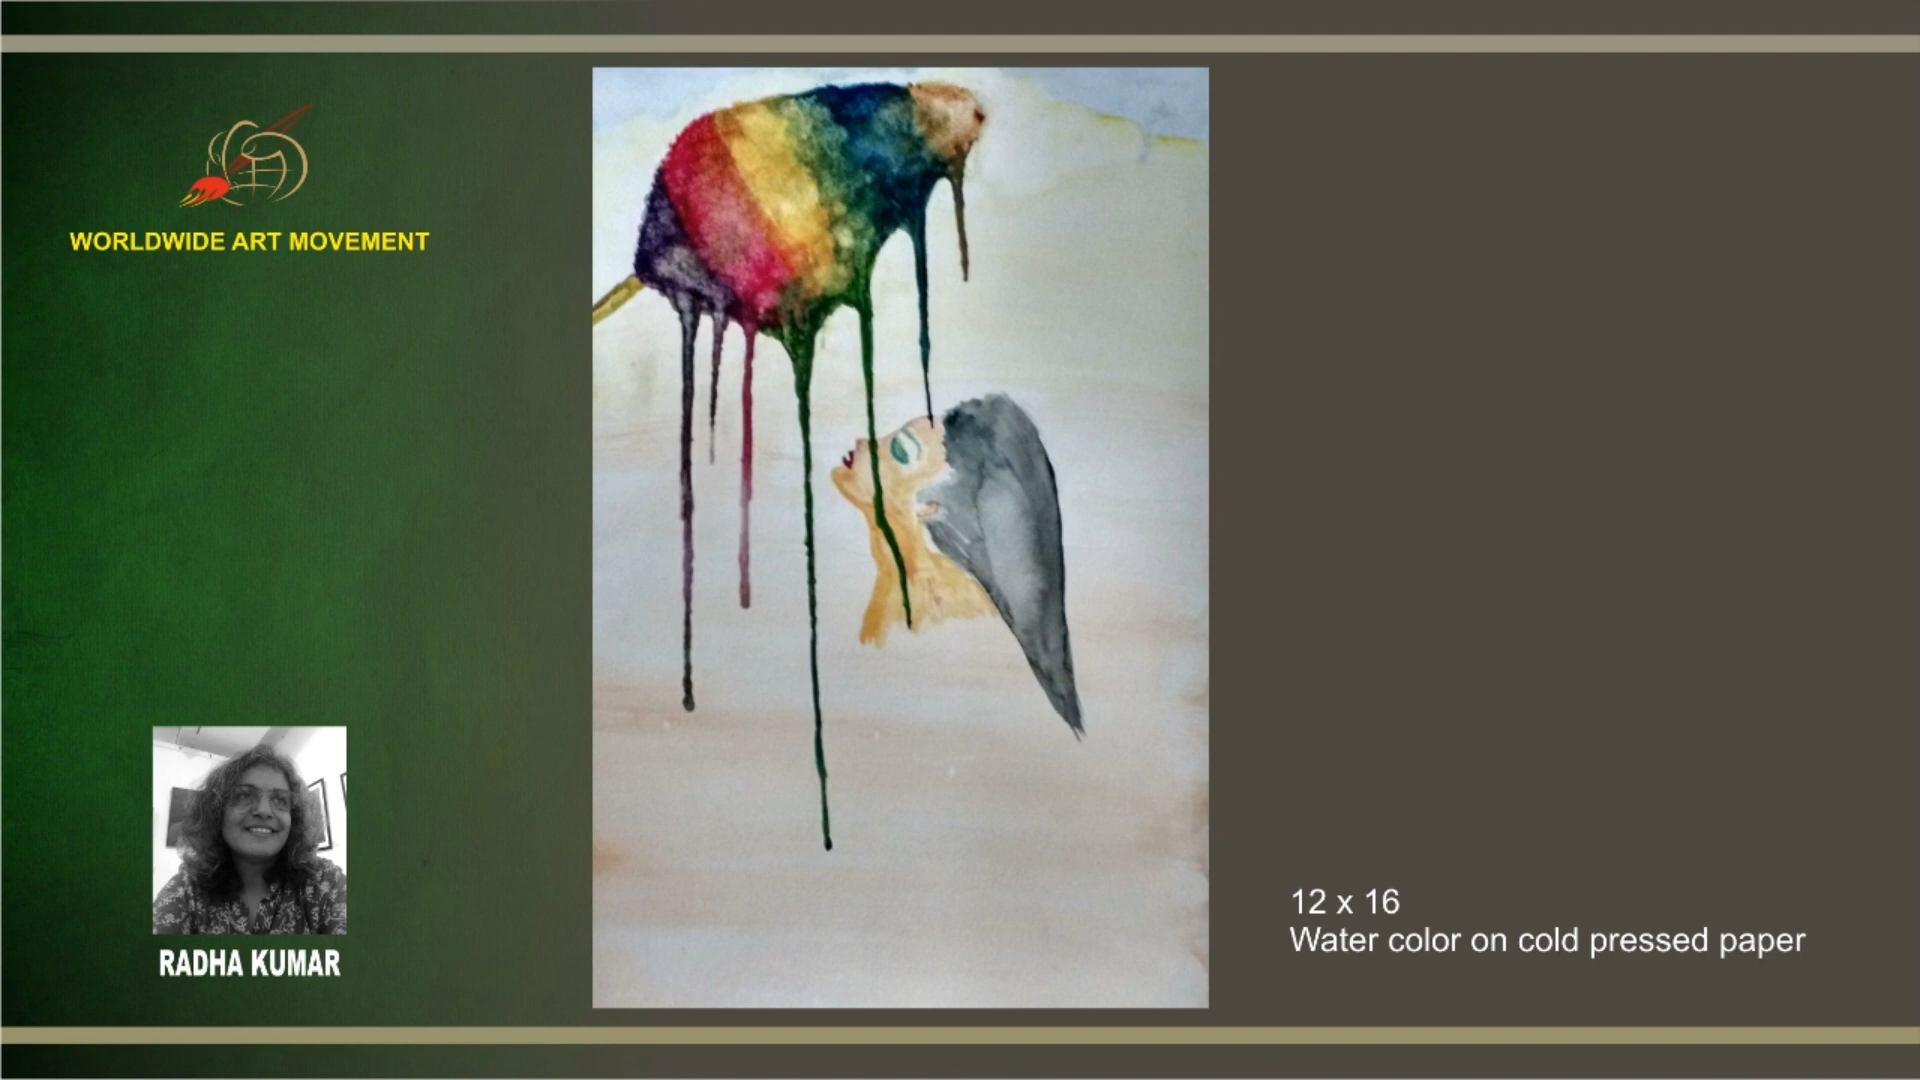 WORLDWIDE ART MOVEMENT
RADHA KUMAR
12 x 16
Water color on cold pressed paper